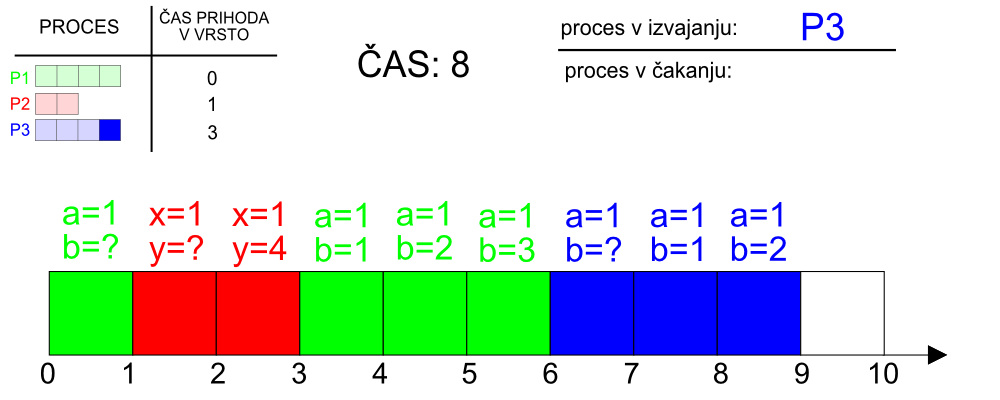 PROCES
ČAS PRIHODA
V VRSTO
P1 0
P2 1
P3 3
ČAS: 8
proces v izvajanju: P3
proces v čakanju:
a=1 x=1 x=1 a=1 a=1 a=1 a=1 a=1 a=1
b=? y=? y=4 b=1 b=2 b=3 b=? b=1 b=2
0 1 2 3 4 5 6 7 8 9 10